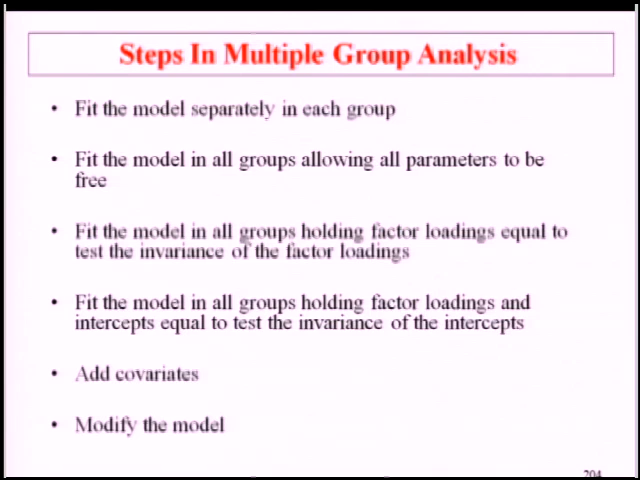 Steps In Multiple Group Analysis
• Fit the model separately in each group
• Fit the model in all groups allowing all parameters to be
free
• Fit the model in all groups holding factor loadings equal to
test the invariance of the factor loadings
• Fit the model in all groups holding factor loadings and
intercepts equal to test the invariance of the intercepts
• Add covariates
• Modify the model
204